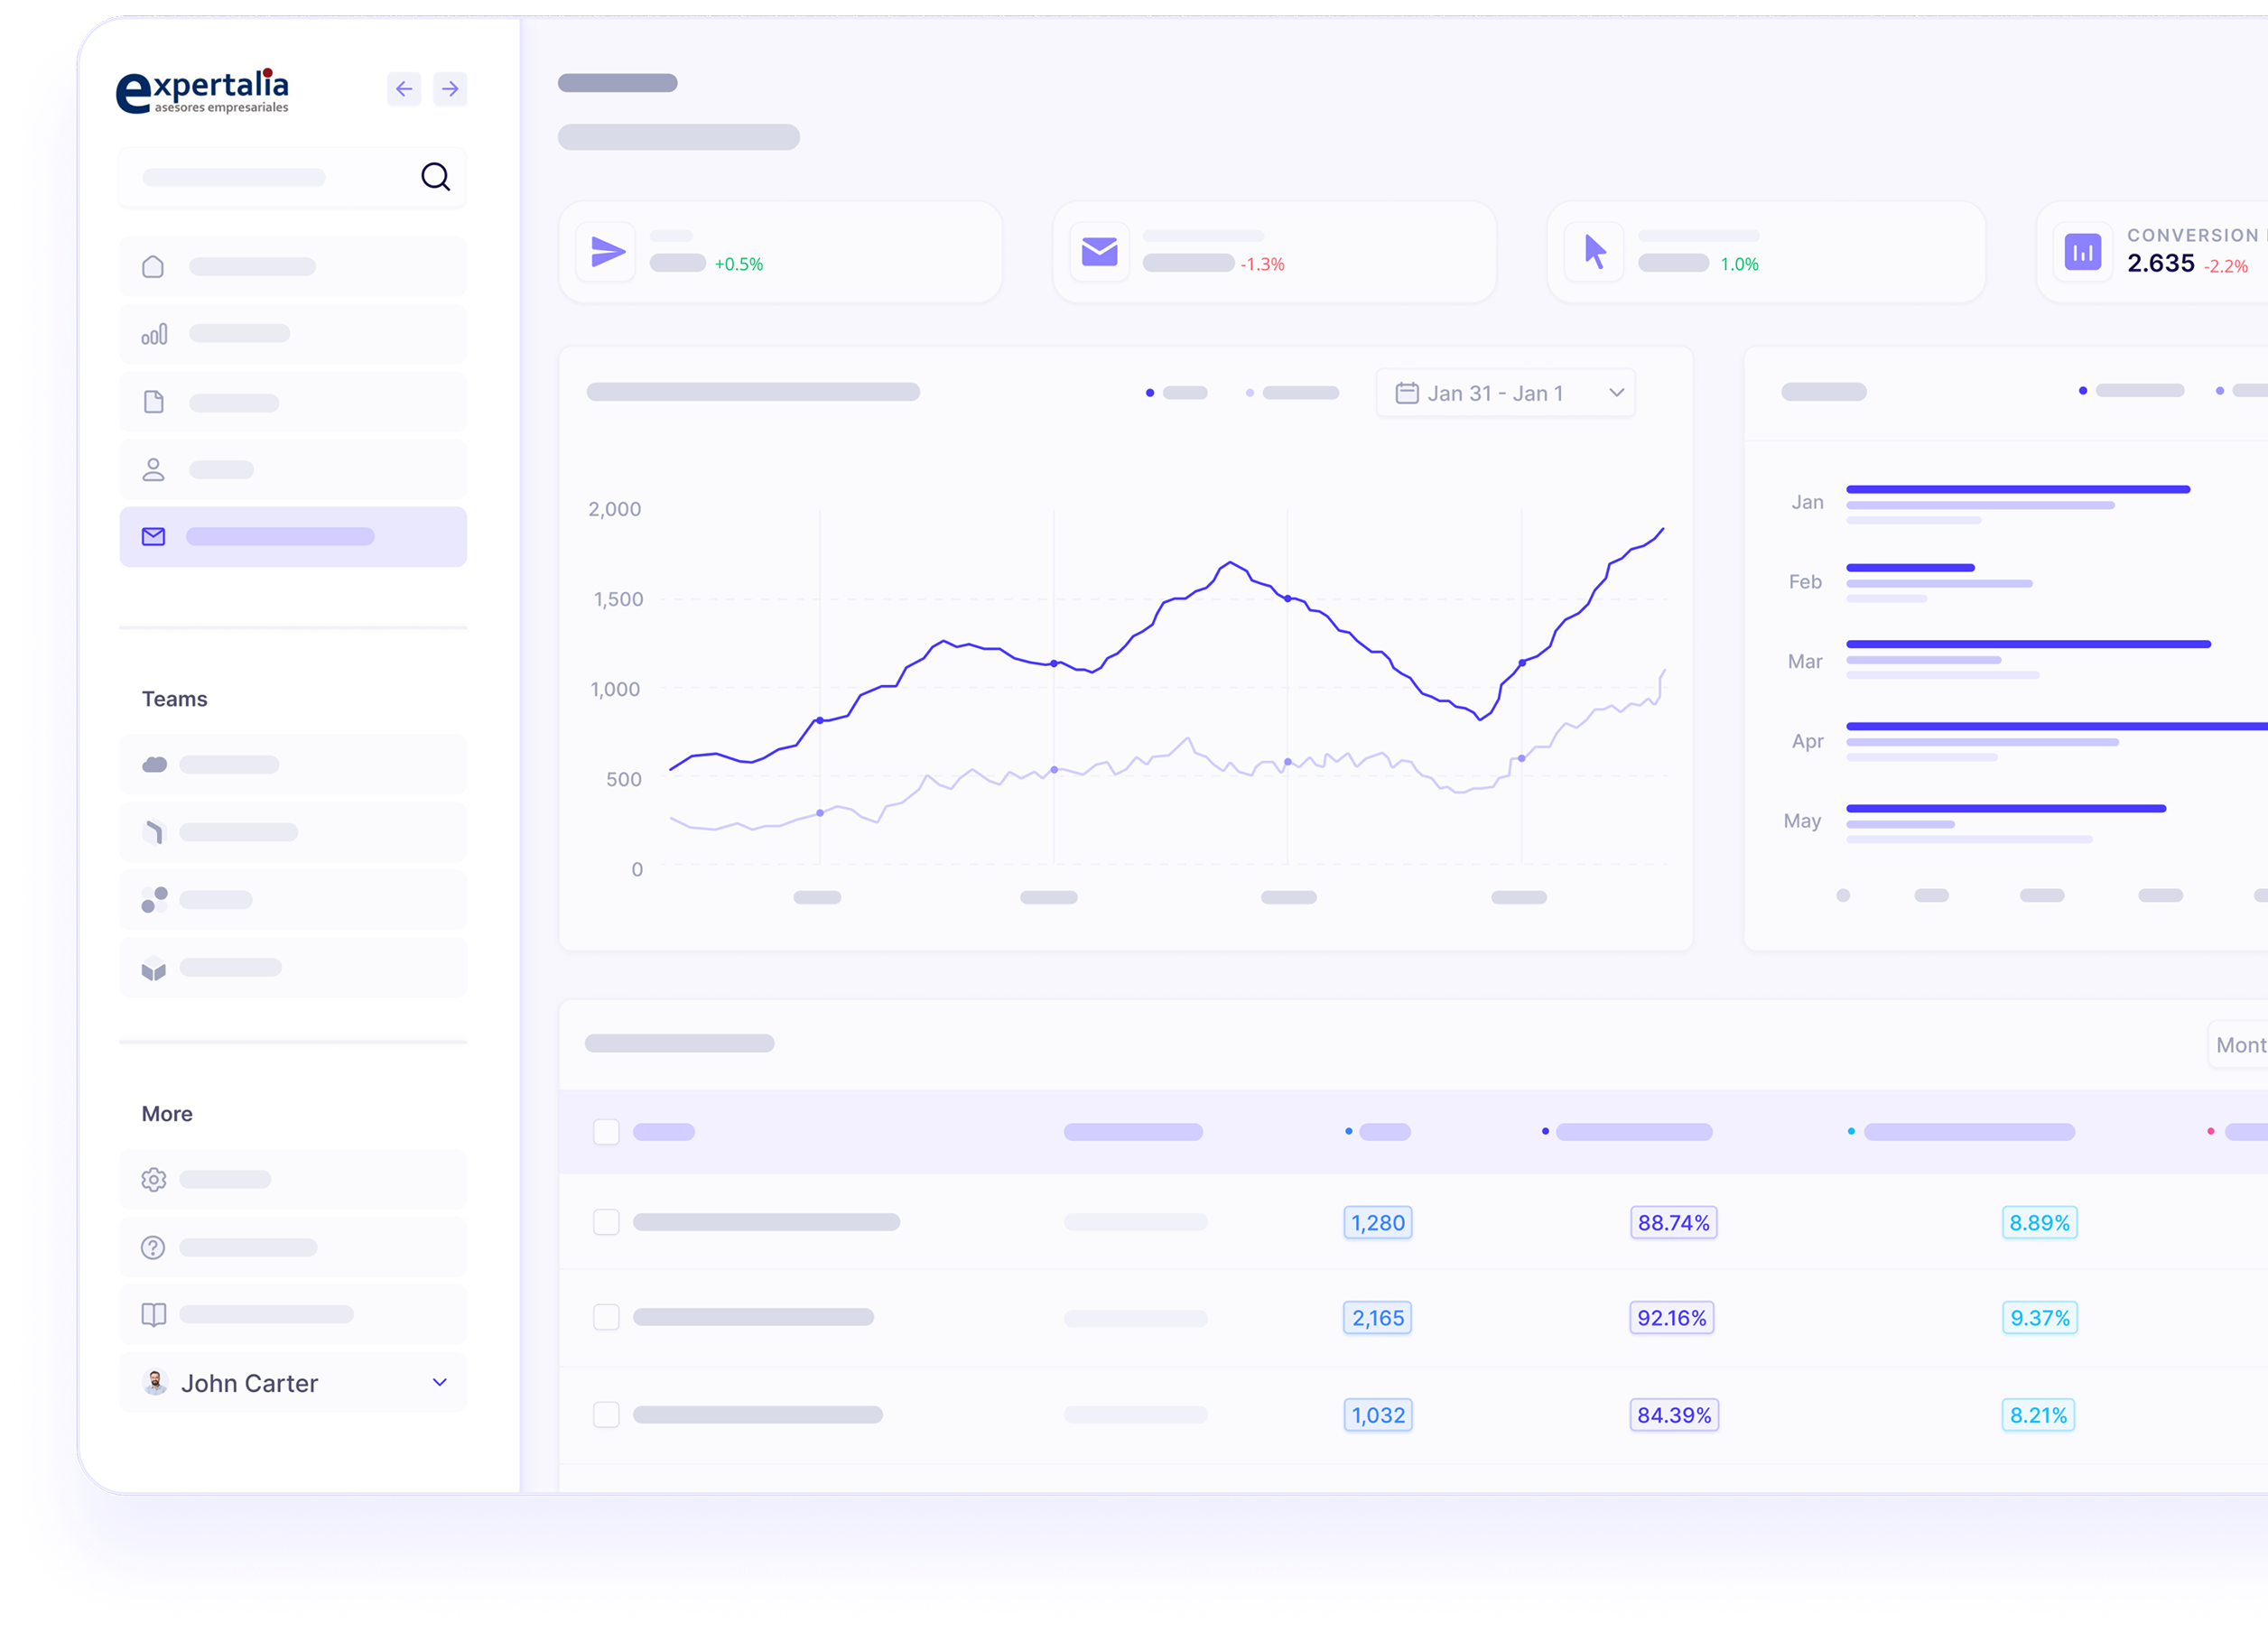 expertalia
asesores empresariales
+0.5%
-1.3%
1.0%
CONVERSION
2.635 -2.2%
Jan 31 - Jan 1
2,000
1,500
1,000
500
0
Jan
Feb
Mar
Apr
May
Teams
More
John Carter
Mont
1,280 88.74% 8.89%
2,165 92.16% 9.37%
1,032 84.39% 8.21%